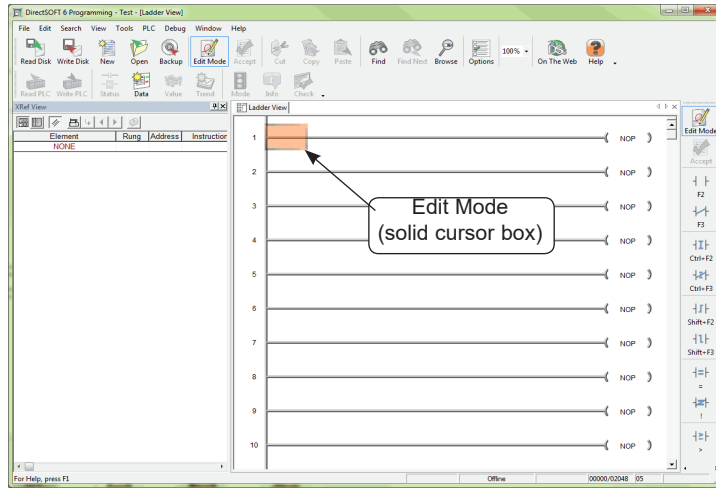 DirectSOFT 6 Programming - Test - [Ladder View]
File Edit Search View Tools PLC Debug Window Help
Read Disk Write Disk New Open Backup Edit Mode Accept Cut Copy Paste Find Find Next Browse Options 100% On The Web Help
Read PLC Write PLC Status Data Value Trend Mode Info Check
XRef View
Ladder View
Element Rung Address Instruction
NONE
1 NOP
2 NOP
3 NOP
4 NOP
5 NOP
6 NOP
7 NOP
8 NOP
9 NOP
10 NOP
Edit Mode
(solid cursor box)
Edit Mode
Accept
F2
F3
Ctrl+F2
Ctrl+F3
Shift+F2
Shift+F3
=
!
>
For Help, press F1 Offline 00000/02048 05